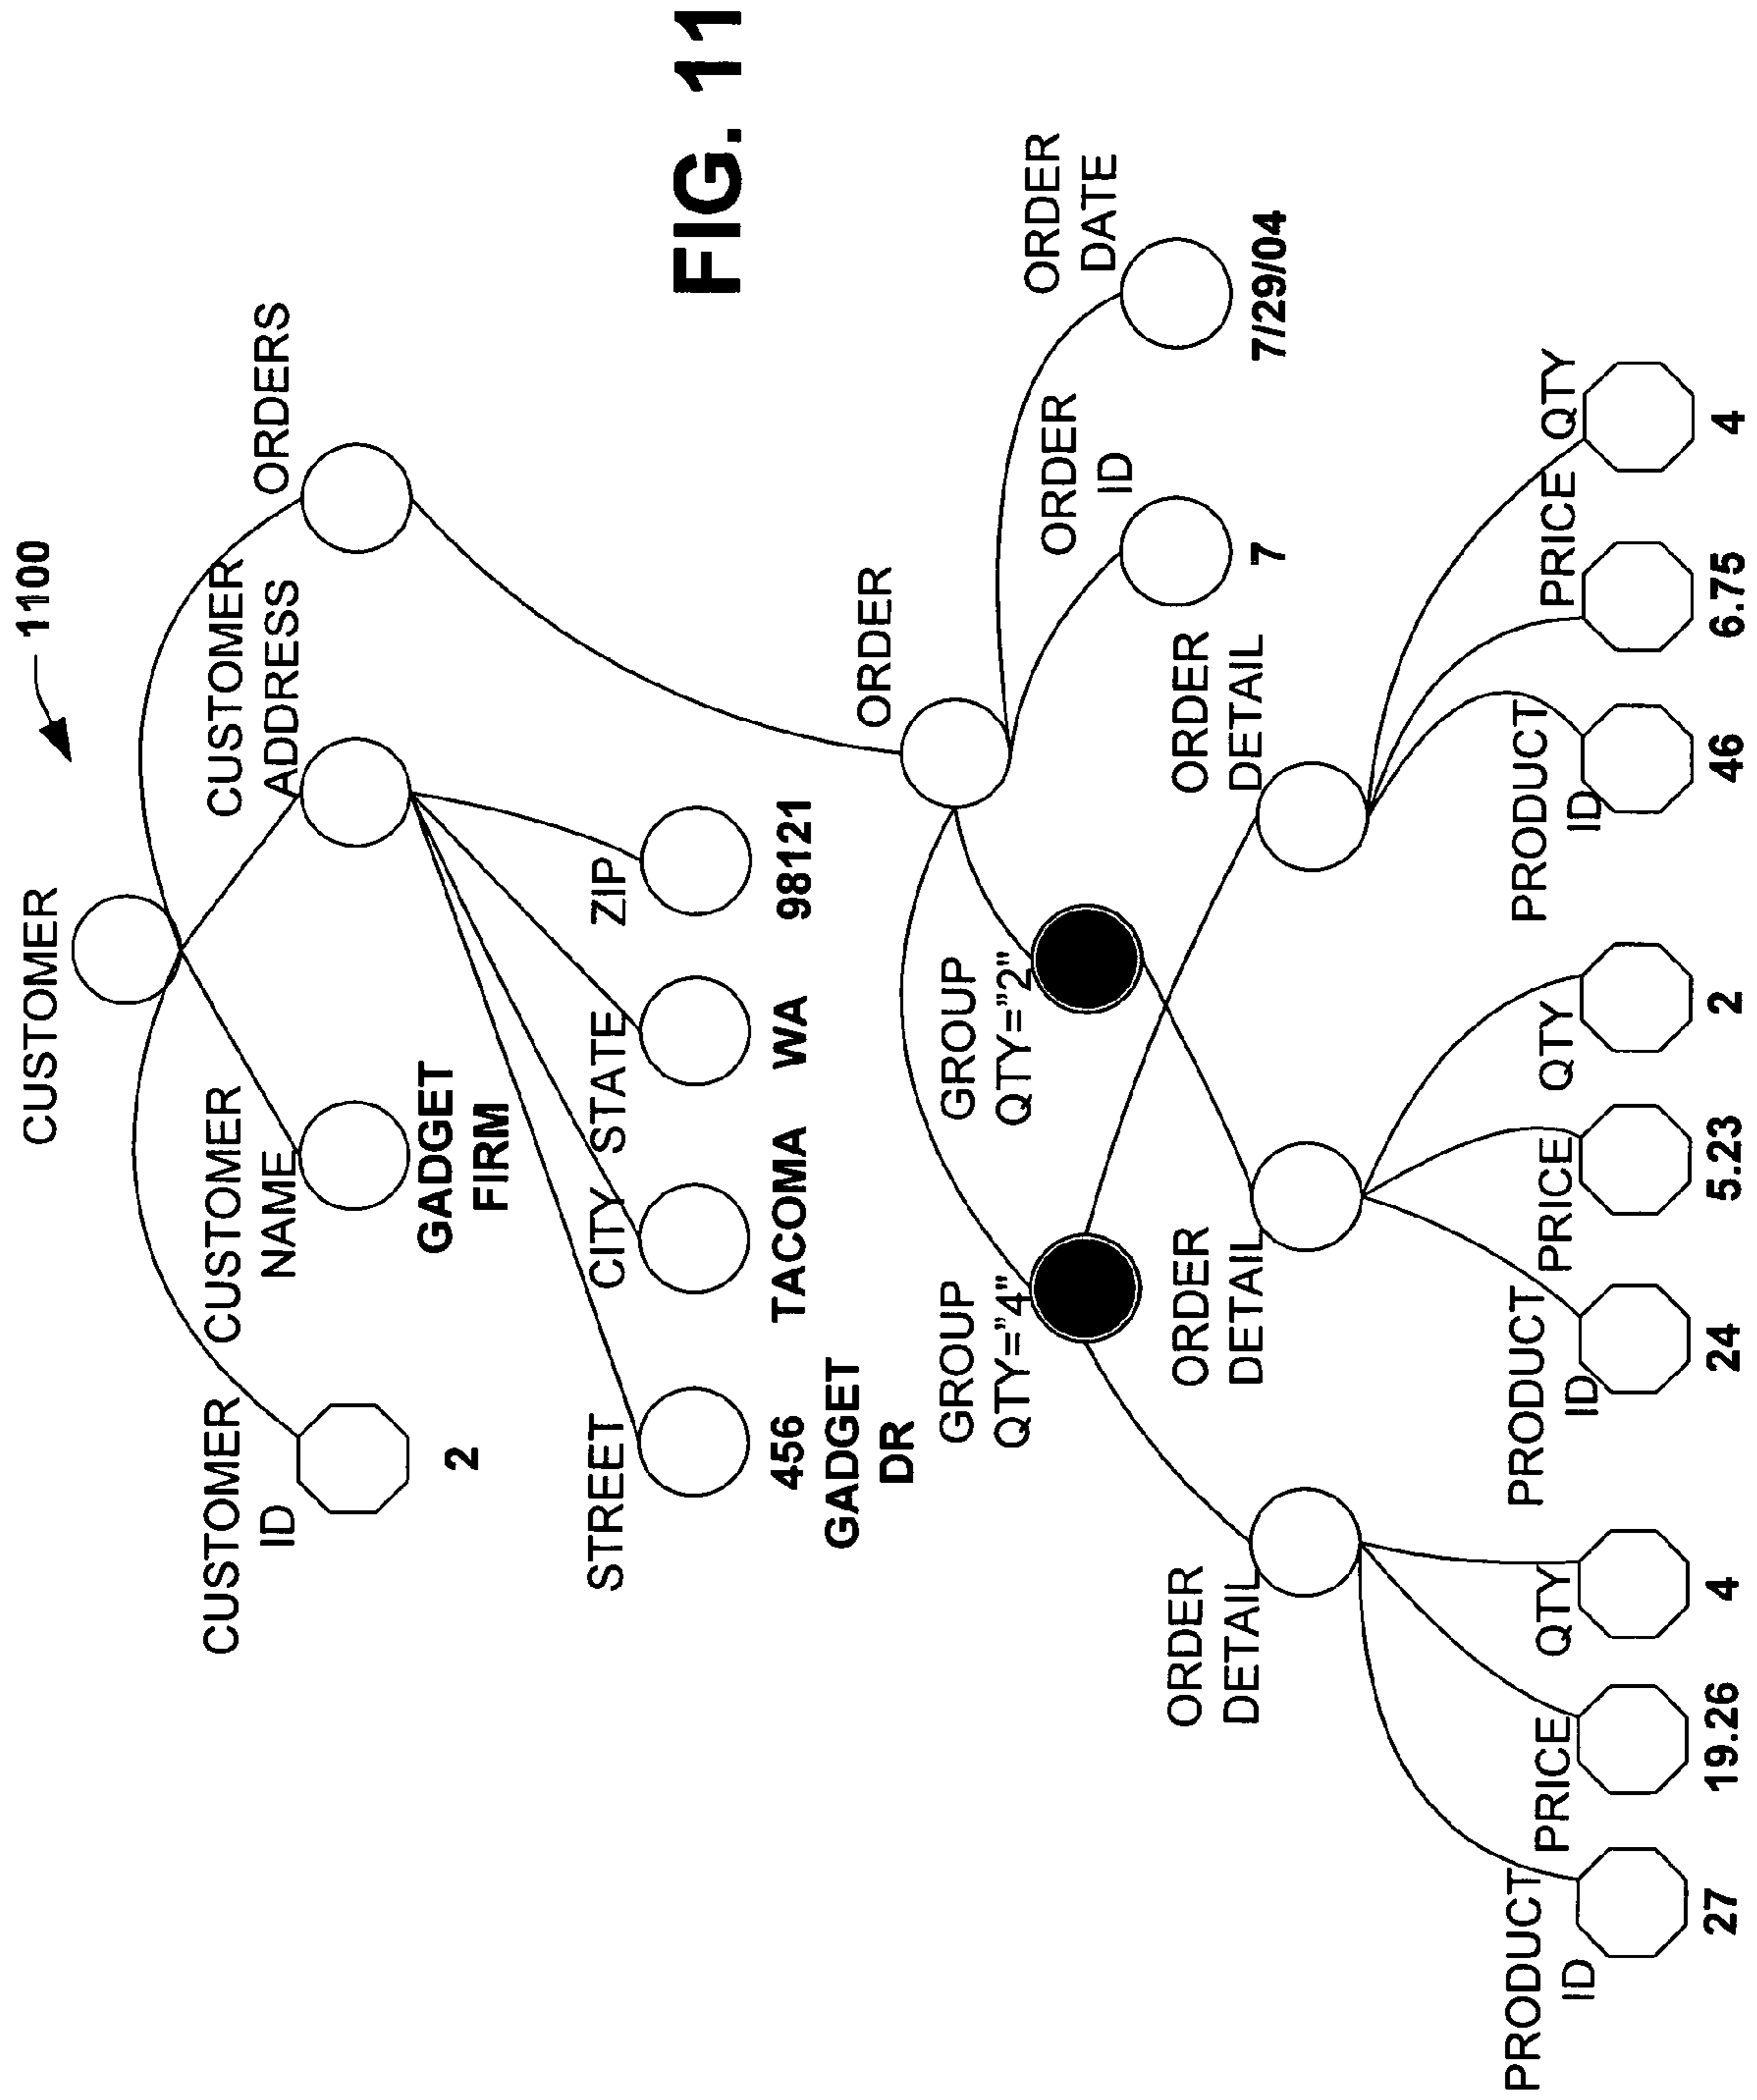 1100
CUSTOMER
CUSTOMER
ID
2
CUSTOMER
NAME
GADGET
FIRM
CUSTOMER
ADDRESS
ORDERS
STREET
456
GADGET
DR
CITY
TACOMA
STATE
WA
ZIP
98121
FIG. 11
ORDER
GROUP
QTY="4"
GROUP
QTY="2"
ORDER
ID
7
ORDER
DATE
7/29/04
ORDER
DETAIL
ORDER
DETAIL
ORDER
DETAIL
PRODUCT
ID
27
PRICE
19.26
QTY
4
PRODUCT
ID
24
PRICE
5.23
QTY
2
PRODUCT
ID
46
PRICE
6.75
QTY
4